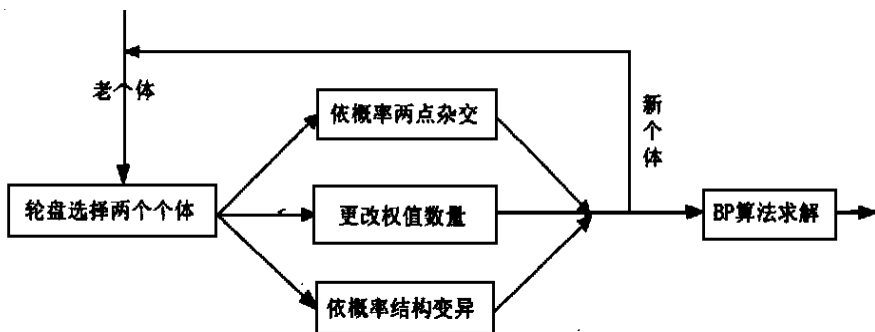 老个体
依概率两点杂交
新个体
轮盘选择两个个体
更改权值数量
BP算法求解
依概率结构变异